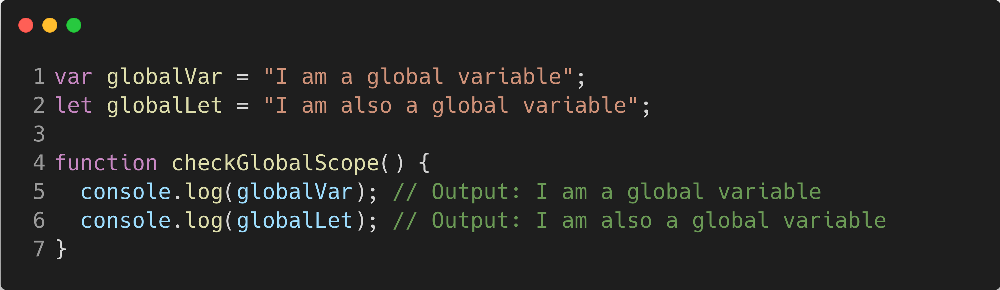 1 var globalVar = "I am a global variable";
2 let globalLet = "I am also a global variable";
3
4 function checkGlobalScope() {
5   console.log(globalVar); // Output: I am a global variable
6   console.log(globalLet); // Output: I am also a global variable
7 }